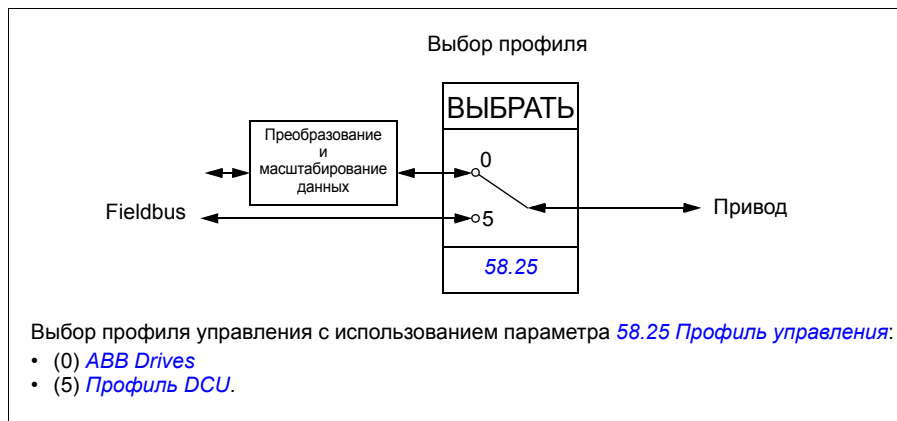 Выбор профиля
ВЫБРАТЬ
Преобразование
и
масштабирование
данных
0
Fieldbus
5
Привод
58.25
Выбор профиля управления с использованием параметра 58.25 Профиль управления:
• (0) ABB Drives
• (5) Профиль DCU.